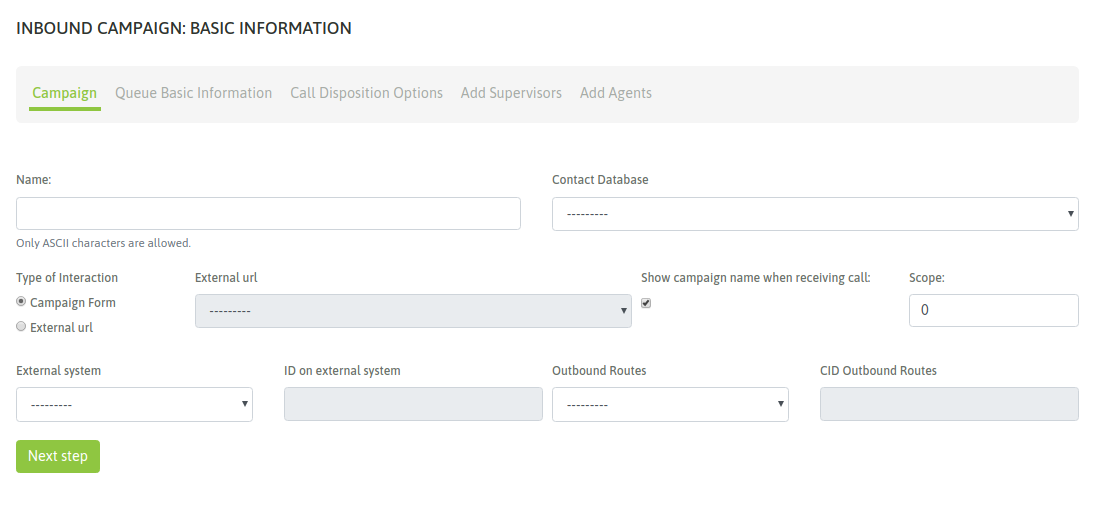 INBOUND CAMPAIGN: BASIC INFORMATION
Campaign Queue Basic Information Call Disposition Options Add Supervisors Add Agents
Name: Contact Database
---------
Only ASCII characters are allowed.
Type of Interaction External url Show campaign name when receiving call: Scope:
Campaign Form --------- 0
External url
External system ID on external system Outbound Routes CID Outbound Routes
--------- ---------
Next step